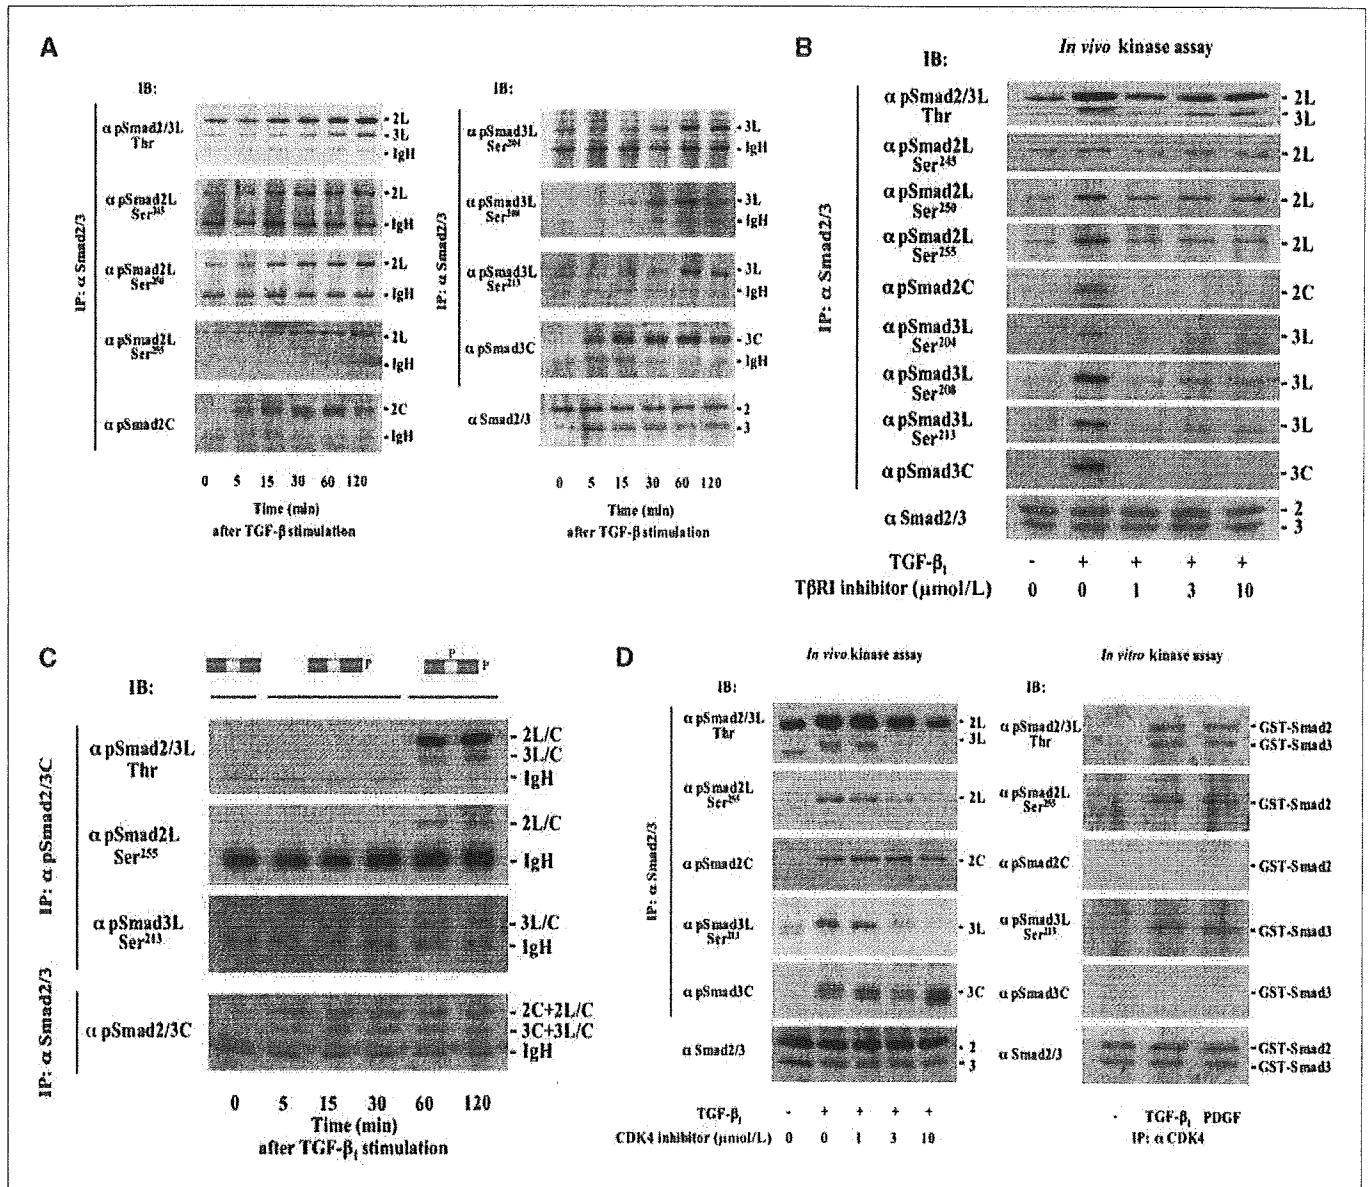 A
IB:
IP: α Smad2/3
α pSmad2/3L
Thr
2L
3L
IgH
α pSmad2L
2L
IgH
α pSmad2L
2L
IgH
α pSmad2L
Ser255
2L
IgH
α pSmad2C
2C
IgH
0 5 15 30 60 120
Time (min)
after TGF-β stimulation
IB:
IP: α Smad2/3
α pSmad3L
Ser204
3L
IgH
α pSmad3L
3L
IgH
α pSmad3L
Ser213
3L
IgH
α pSmad3C
3C
IgH
α Smad2/3
2
3
0 5 15 30 60 120
Time (min)
after TGF-β stimulation
B
In vivo kinase assay
IB:
IP: α Smad2/3
α pSmad2/3L
Thr
2L
3L
α pSmad2L
Ser245
2L
α pSmad2L
Ser250
2L
α pSmad2L
Ser255
2L
α pSmad2C
2C
α pSmad3L
Ser204
3L
α pSmad3L
Ser208
3L
α pSmad3L
Ser213
3L
α pSmad3C
3C
α Smad2/3
2
3
TGF-β1 - + + + +
TβRI inhibitor (μmol/L) 0 0 1 3 10
C
P
P
P
IB:
IP: α pSmad2/3C
α pSmad2/3L
Thr
2L/C
3L/C
IgH
α pSmad2L
Ser255
2L/C
IgH
α pSmad3L
Ser213
3L/C
IgH
IP: α Smad2/3
α pSmad2/3C
2C+2L/C
3C+3L/C
IgH
0 5 15 30 60 120
Time (min)
after TGF-β1 stimulation
D
In vivo kinase assay
IB:
IP: α Smad2/3
α pSmad2/3L
Thr
2L
3L
α pSmad2L
2L
α pSmad2C
2C
α pSmad3L
Ser213
3L
α pSmad3C
3C
α Smad2/3
2
3
TGF-β1 - + + + +
CDK4 inhibitor (μmol/L) 0 0 1 3 10
In vitro kinase assay
IB:
α pSmad2/3L
Thr
GST-Smad2
GST-Smad3
α pSmad2L
Ser255
GST-Smad2
α pSmad2C
GST-Smad2
α pSmad3L
Ser213
GST-Smad3
α pSmad3C
GST-Smad3
α Smad2/3
GST-Smad2
GST-Smad3
- TGF-β1 PDGF
IP: α CDK4